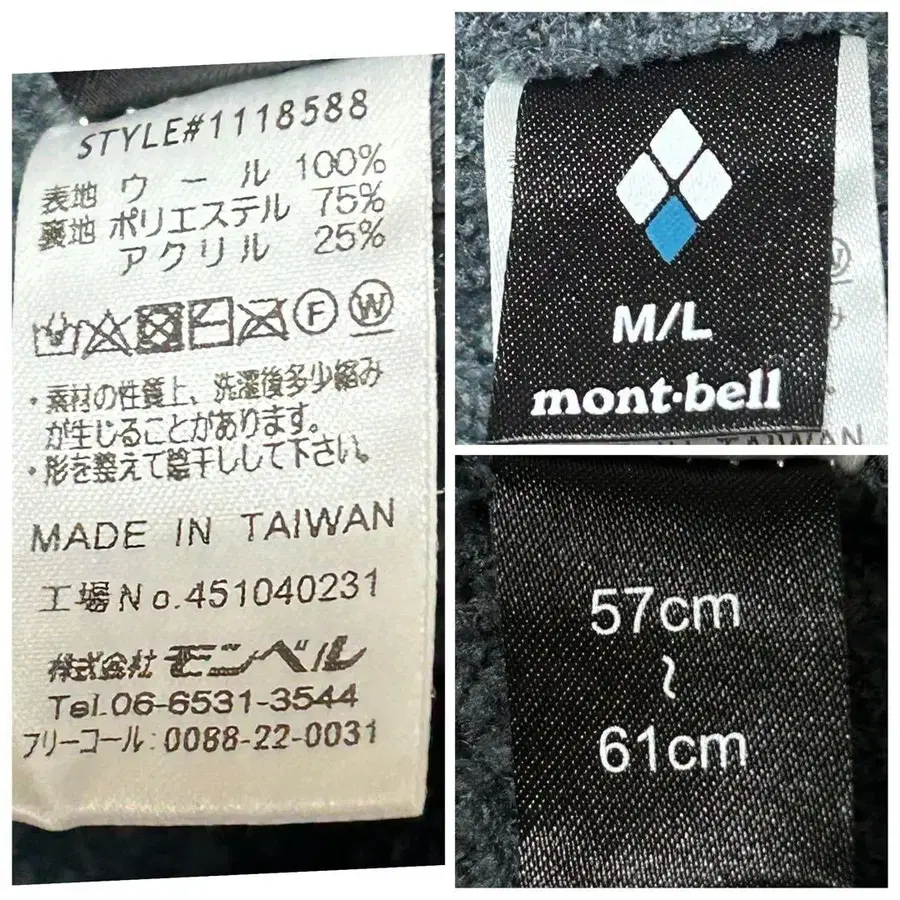 STYLE#1118588
表地 ウール 100%
裏地 ポリエステル 75%
アクリル 25%
F W
・素材の性質上、洗濯後多少縮み
が生じることがあります。
・形を整えて陰干しして下さい。
MADE IN TAIWAN
工場No.451040231
株式会社 モンベル
Tel.06-6531-3544
フリーコール:0088-22-0031
M/L
mont·bell
TAIWAN
57cm
~
61cm